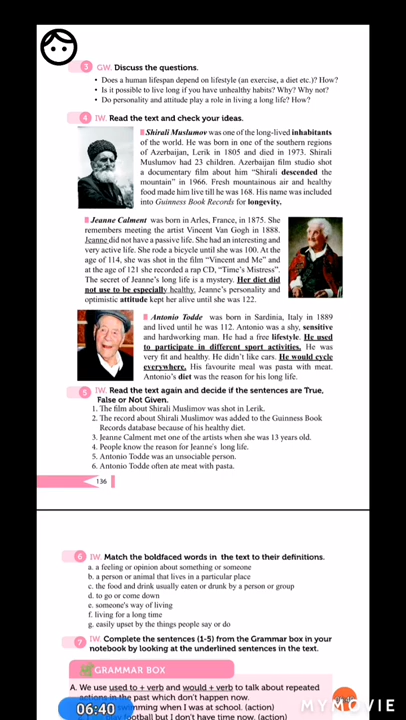 3 GW. Discuss the questions.
• Does a human lifespan depend on lifestyle (an exercise, a diet etc.)? How?
• Is it possible to live long if you have unhealthy habits? Why? Why not?
• Do personality and attitude play a role in living a long life? How?
4 IW. Read the text and check your ideas.
Shirali Muslumov was one of the long-lived inhabitants
of the world. He was born in one of the southern regions
of Azerbaijan, Lerik in 1805 and died in 1973. Shirali
Muslumov had 23 children. Azerbaijan film studio shot
a documentary film about him “Shirali descended the
mountain” in 1966. Fresh mountainous air and healthy
food made him live till he was 168. His name was included
into Guinness Book Records for longevity.
Jeanne Calment was born in Arles, France, in 1875. She
remembers meeting the artist Vincent Van Gogh in 1888.
Jeanne did not have a passive life. She had an interesting and
very active life. She rode a bicycle until she was 100. At the
age of 114, she was shot in the film “Vincent and Me” and
at the age of 121 she recorded a rap CD, “Time’s Mistress”.
The secret of Jeanne’s long life is a mystery. Her diet did
not use to be especially healthy. Jeanne’s personality and
optimistic attitude kept her alive until she was 122.
Antonio Todde was born in Sardinia, Italy in 1889
and lived until he was 112. Antonio was a shy, sensitive
and hardworking man. He had a free lifestyle. He used
to participate in different sport activities. He was
very fit and healthy. He didn’t like cars. He would cycle
everywhere. His favourite meal was pasta with meat.
Antonio’s diet was the reason for his long life.
5 IW. Read the text again and decide if the sentences are True,
False or Not Given.
1. The film about Shirali Muslimov was shot in Lerik.
2. The record about Shirali Muslimov was added to the Guinness Book
Records database because of his healthy diet.
3. Jeanne Calment met one of the artists when she was 13 years old.
4. People know the reason for Jeanne’s long life.
5. Antonio Todde was an unsociable person.
6. Antonio Todde often ate meat with pasta.
136
6 IW. Match the boldfaced words in the text to their definitions.
a. a feeling or opinion about something or someone
b. a person or animal that lives in a particular place
c. the food and drink usually eaten or drunk by a person or group
d. to go or come down
e. someone’s way of living
f. living for a long time
g. easily upset by the things people say or do
7 IW. Complete the sentences (1-5) from the Grammar box in your
notebook by looking at the underlined sentences in the text.
GRAMMAR BOX
A. We use used to + verb and would + verb to talk about repeated
actions in the past which don’t happen now.
swimming when I was at school. (action)
play football but I don’t have time now. (action)
06:40
MYMOVIE